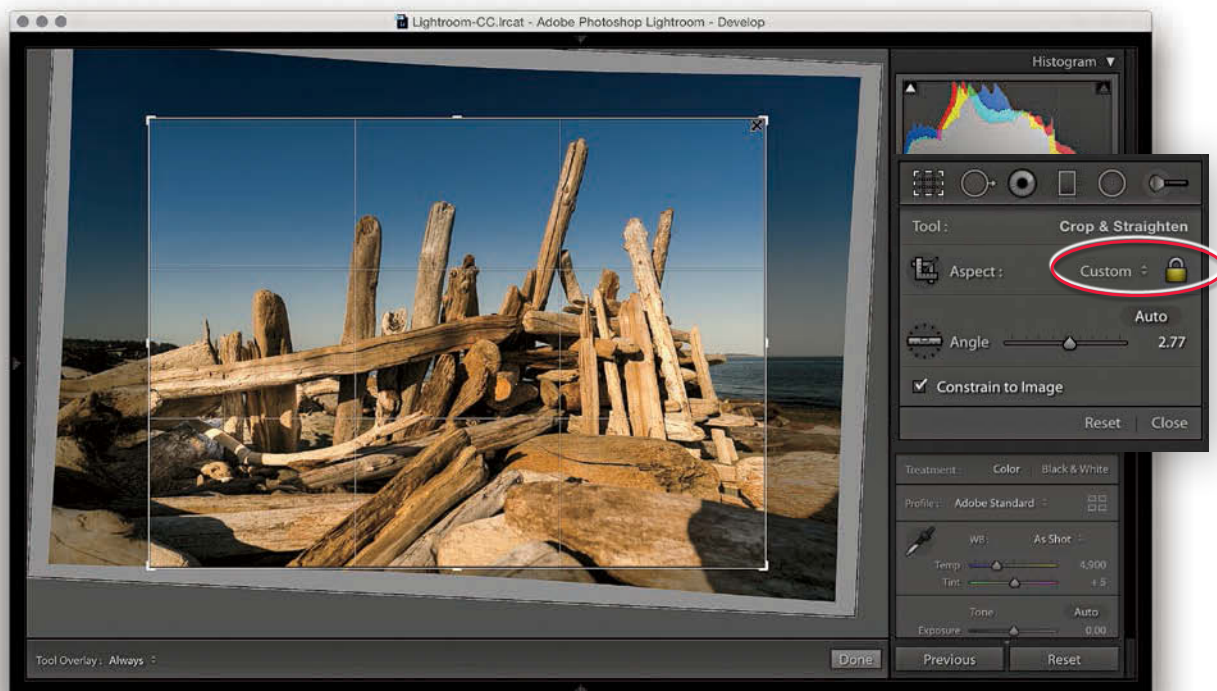 Lightroom-CC.lrcat - Adobe Photoshop Lightroom - Develop
Histogram
Tool : Crop & Straighten
Aspect : Custom
Auto
Angle 2.77
Constrain to Image
Reset Close
Treatment : Color Black & White
Profile : Adobe Standard
WB : As Shot
Temp 4,900
Tint + 5
Tone Auto
Exposure 0.00
Tool Overlay : Always Done Previous Reset